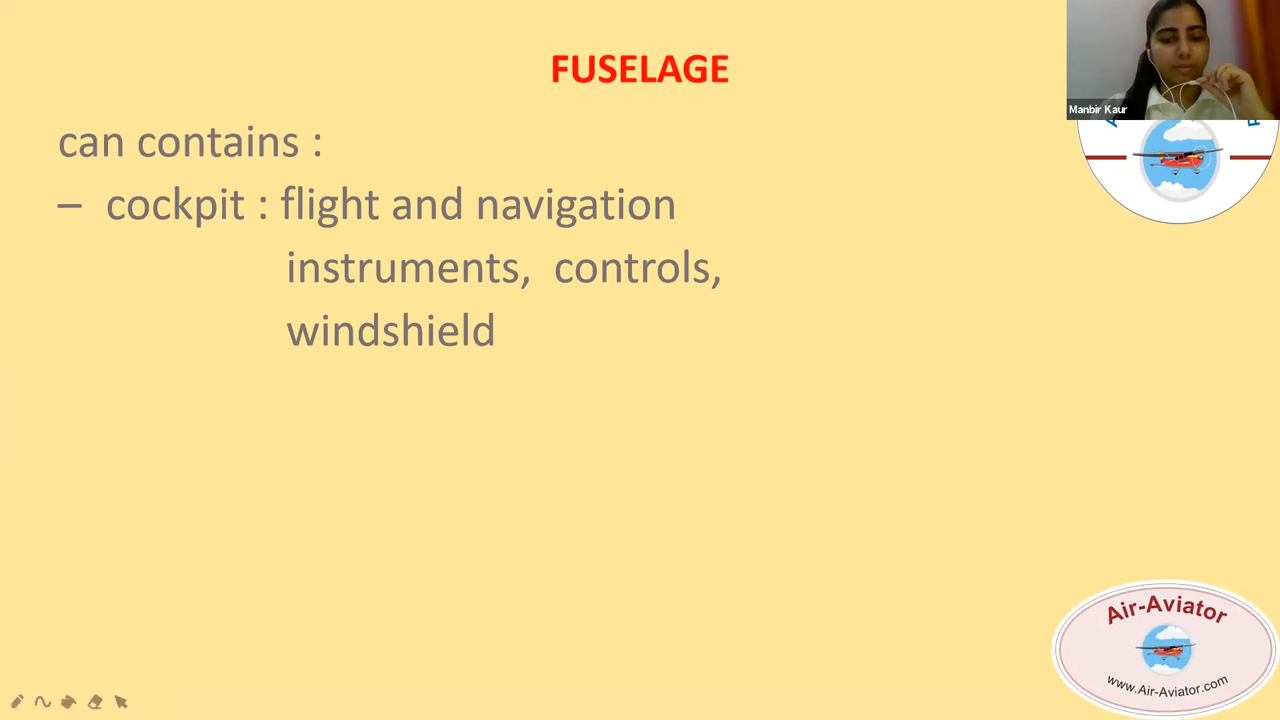 FUSELAGE
Manbir Kaur
can contains :
– cockpit : flight and navigation
instruments, controls,
windshield
Air-Aviator
www.Air-Aviator.com